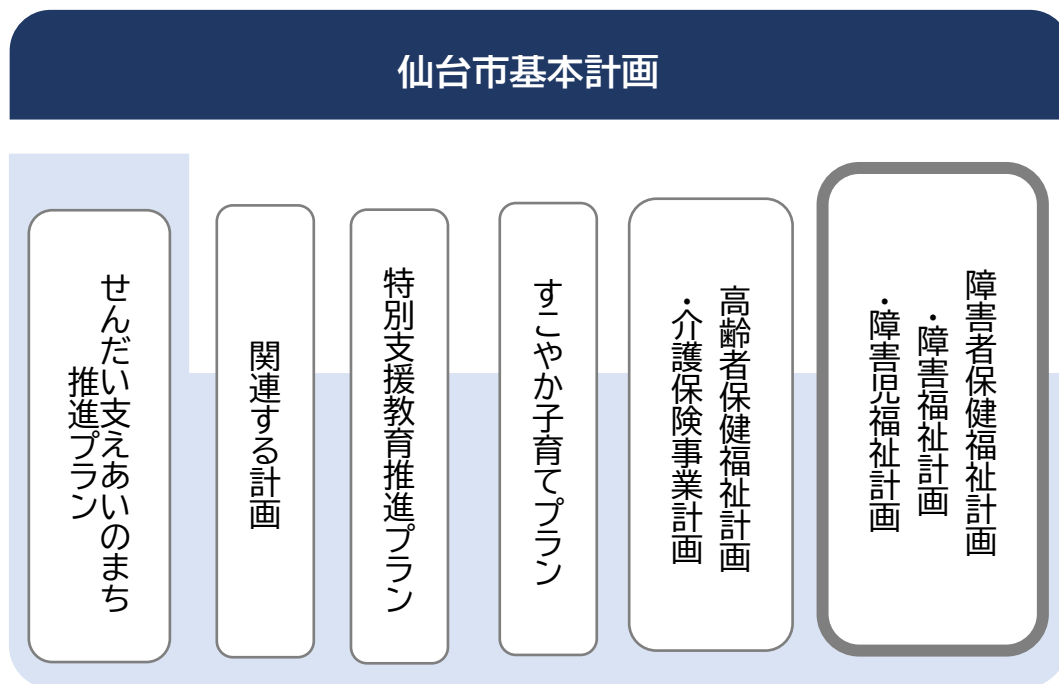 仙台市基本計画
障害者保健福祉計画
・障害福祉計画
・障害児福祉計画
高齢者保健福祉計画
・介護保険事業計画
すこやか子育てプラン
特別支援教育推進プラン
関連する計画
せんだい支えあいのまち
推進プラン